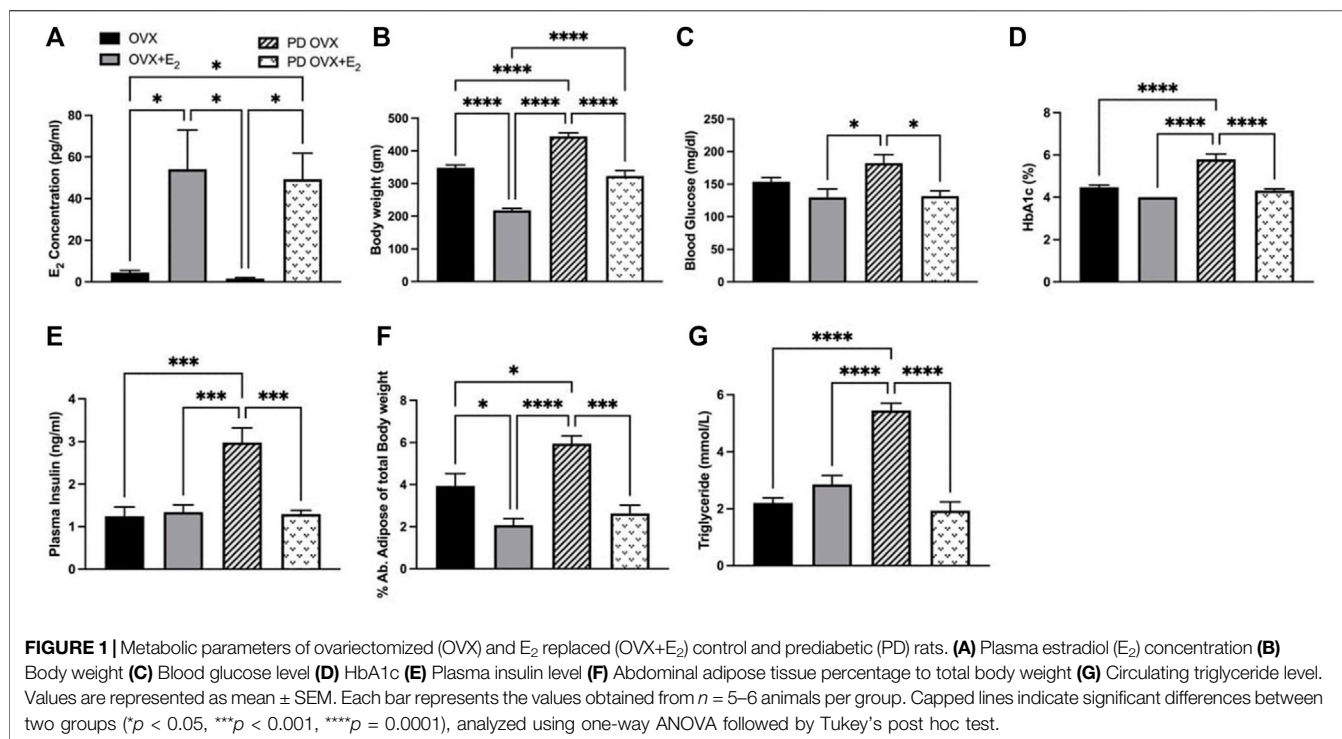 A
OVX
OVX+E₂
PD OVX
PD OVX+E₂
E₂ Concentration (pg/ml)
80
60
40
20
0
*
*
*
*
B
Body weight (gm)
500
400
300
200
100
0
****
****
****
****
****
C
Blood Glucose (mg/dl)
250
200
150
100
50
0
*
*
D
HbA1c (%)
8
6
4
2
0
****
****
****
E
Plasma Insulin (ng/ml)
4
3
2
1
0
***
***
***
F
% Ab. Adipose of total Body weight
8
6
4
2
0
*
*
****
***
G
Triglyceride (mmol/L)
6
4
2
0
****
****
****
FIGURE 1 | Metabolic parameters of ovariectomized (OVX) and E₂ replaced (OVX+E₂) control and prediabetic (PD) rats. (A) Plasma estradiol (E₂) concentration (B)
Body weight (C) Blood glucose level (D) HbA1c (E) Plasma insulin level (F) Abdominal adipose tissue percentage to total body weight (G) Circulating triglyceride level.
Values are represented as mean ± SEM. Each bar represents the values obtained from n = 5–6 animals per group. Capped lines indicate significant differences between
two groups (*p < 0.05, ***p < 0.001, ****p = 0.0001), analyzed using one-way ANOVA followed by Tukey's post hoc test.